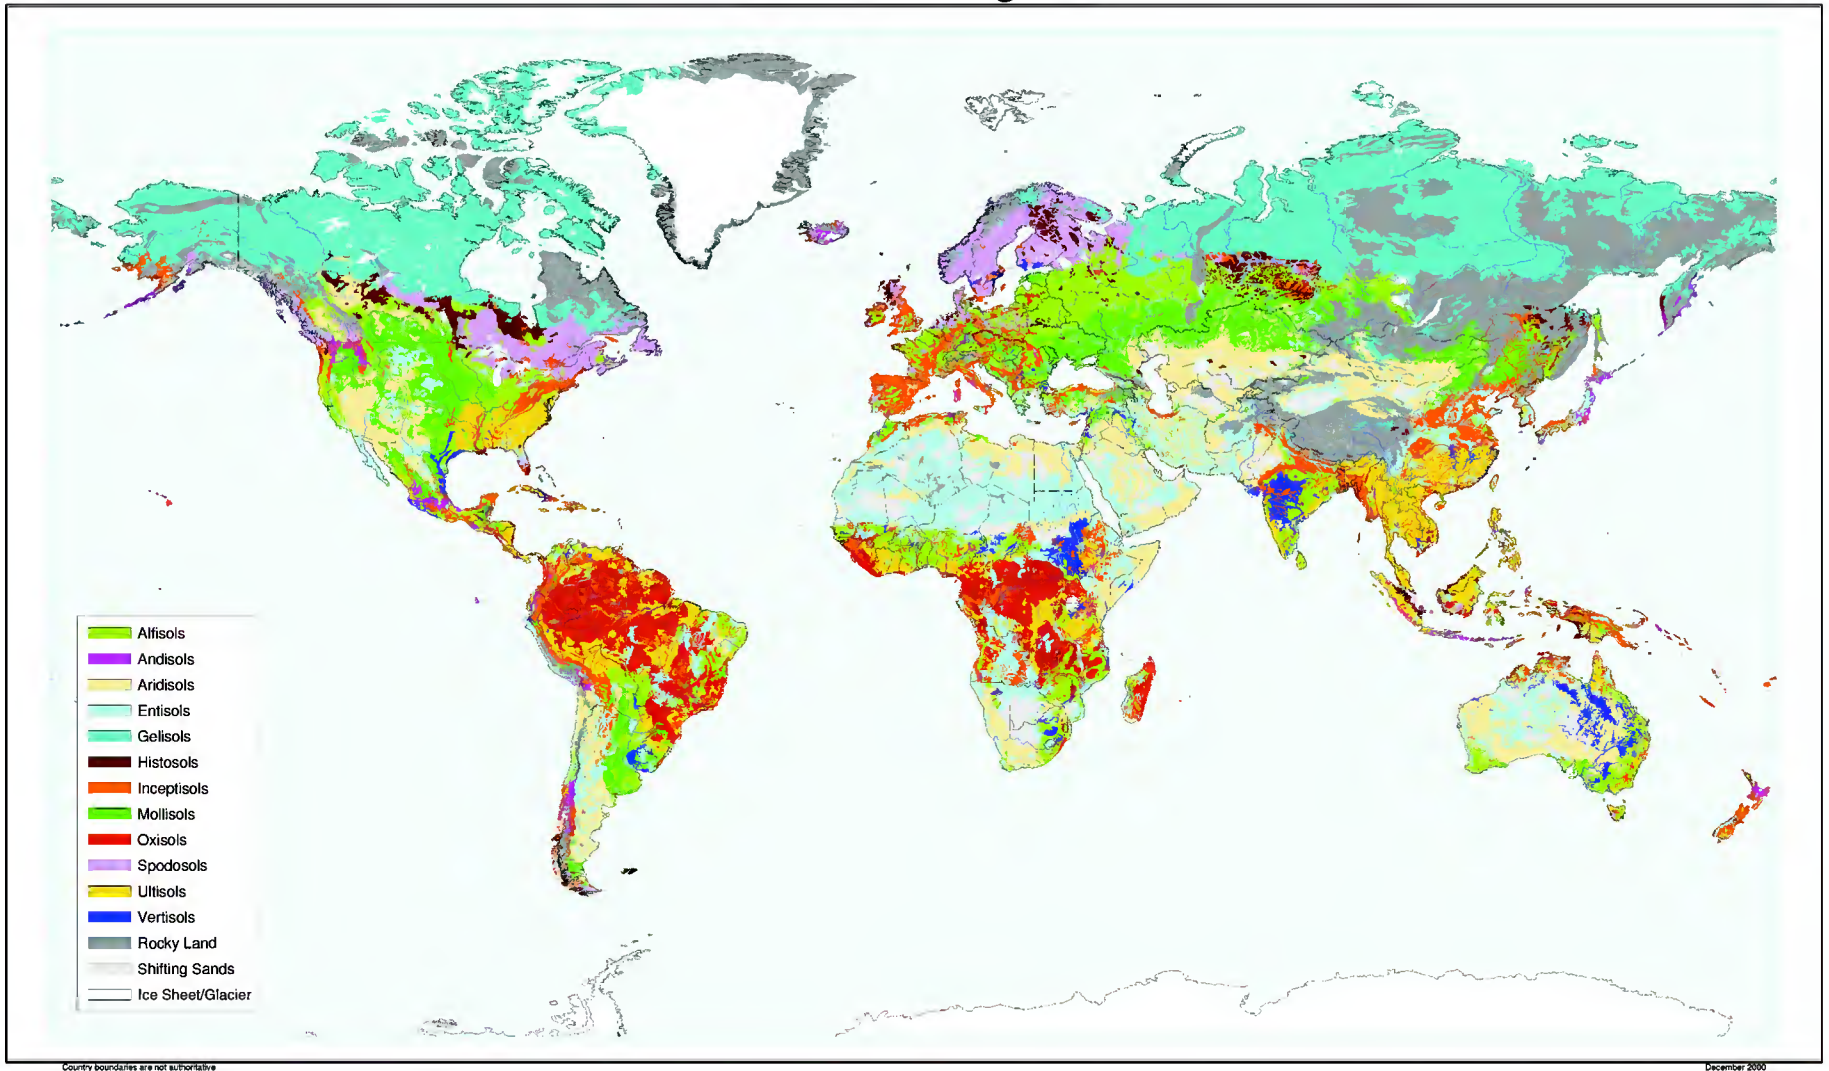 Alfisols
Andisols
Aridisols
Entisols
Gelisols
Histosols
Inceptisols
Mollisols
Oxisols
Spodosols
Ultisols
Vertisols
Rocky Land
Shifting Sands
Ice Sheet/Glacier
Country boundaries are not authoritative
December 2000